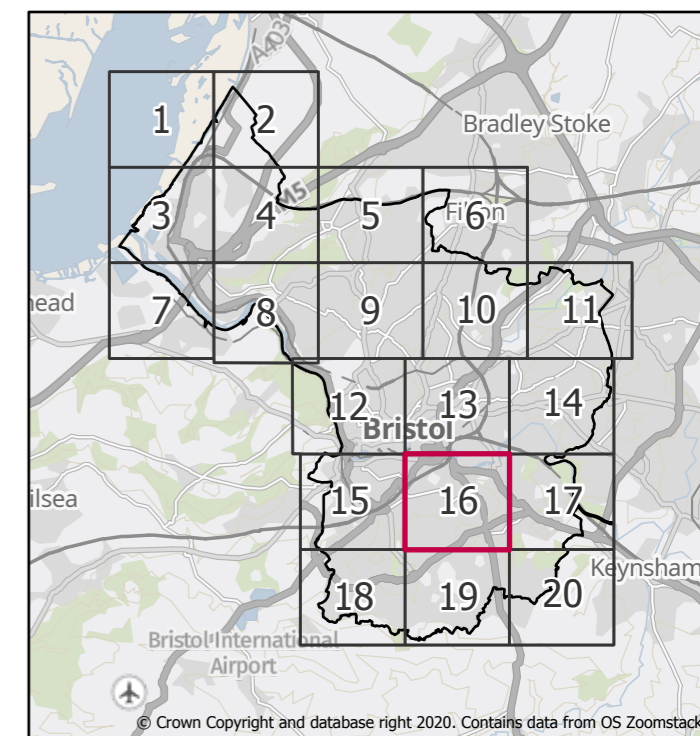 A403
1
2
Bradley Stoke
M5
3
4
5
6
Filton
head
7
8
9
10
11
12
13
14
Bristol
ilsea
15
16
17
Keynsham
18
19
20
Bristol International
Airport
© Crown Copyright and database right 2020. Contains data from OS Zoomstack